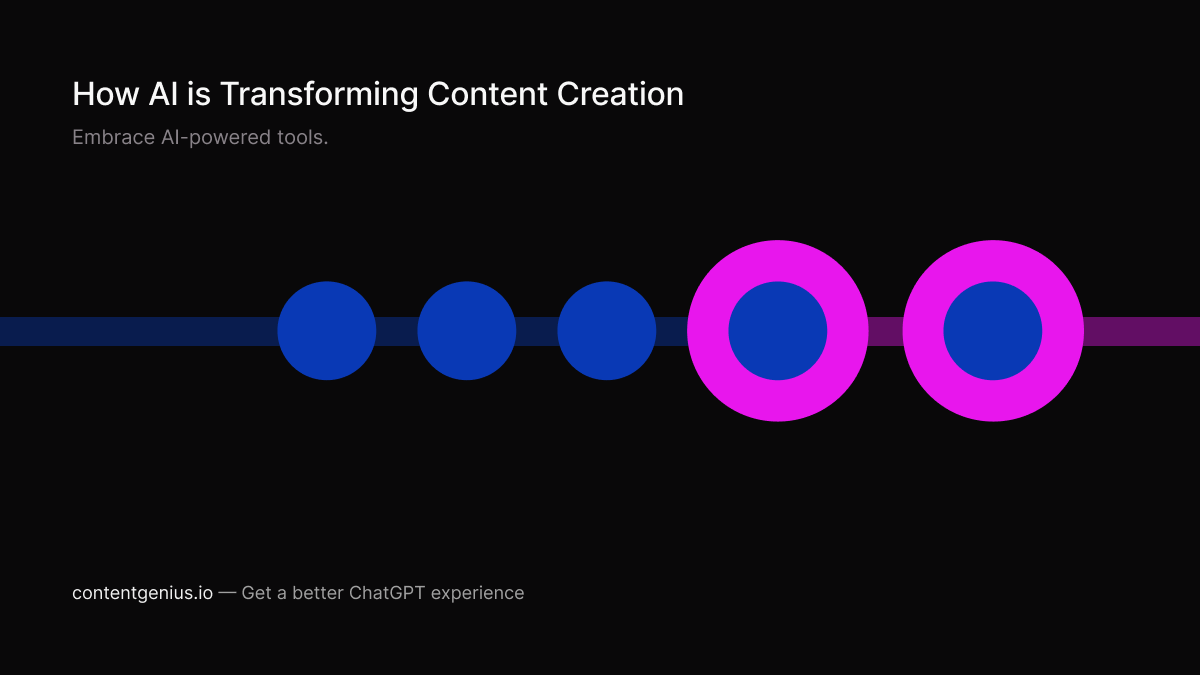 How AI is Transforming Content Creation
Embrace AI-powered tools.
contentgenius.io — Get a better ChatGPT experience